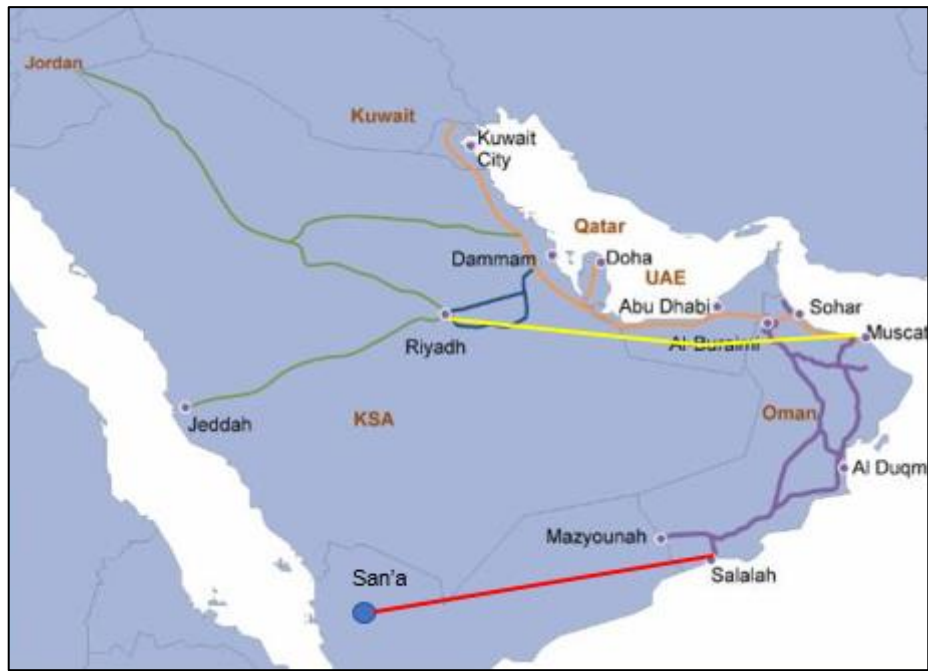 Jordan
Kuwait
Kuwait
City
Qatar
Dammam
Doha
UAE
Abu Dhabi
Sohar
Riyadh
Al Buraimi
Muscat
Jeddah
KSA
Oman
Al Duqm
Mazyounah
San'a
Salalah